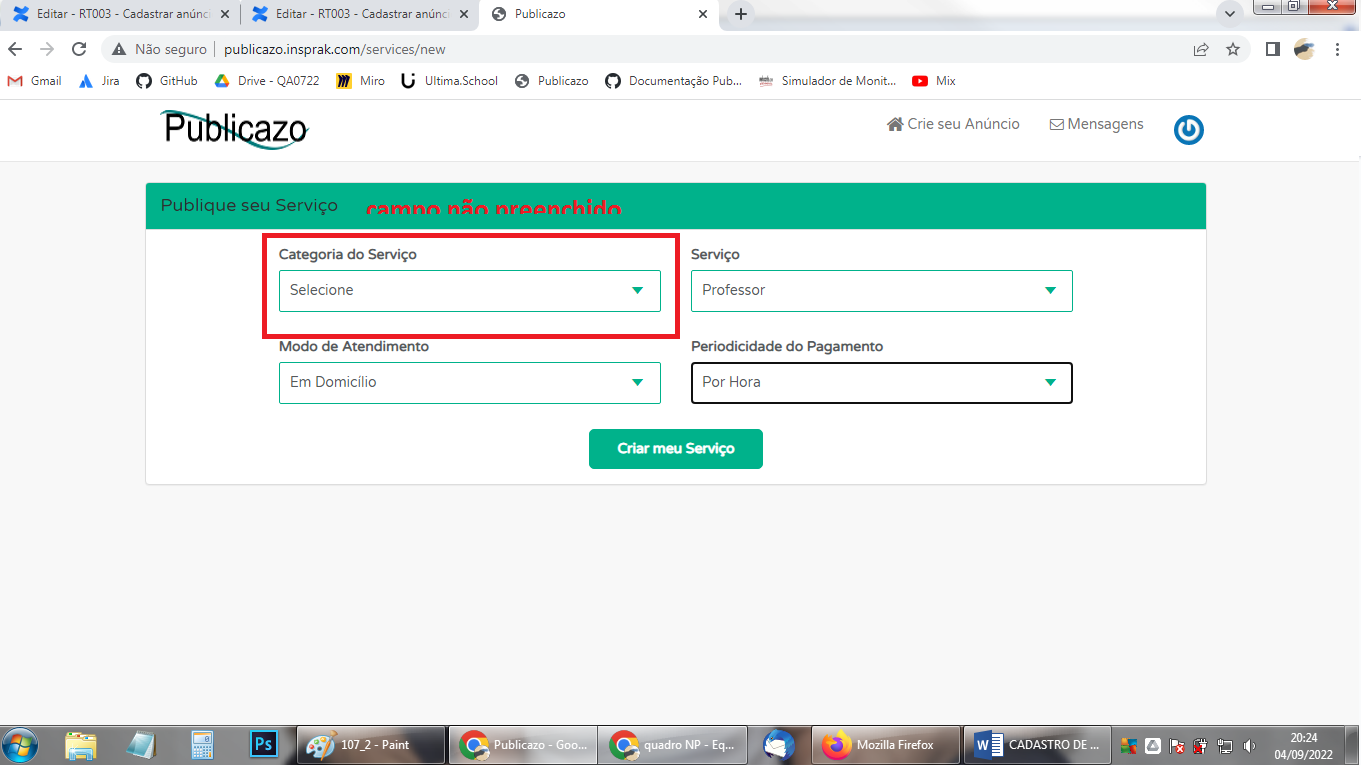 Editar - RT003 - Cadastrar anúnci
Editar - RT003 - Cadastrar anúnci
Publicazo
Não seguro
publicazo.insprak.com/services/new
Gmail
Jira
GitHub
Drive - QA0722
Miro
Ultima.School
Publicazo
Documentação Pub...
Simulador de Monit...
Mix
Publicazo
Crie seu Anúncio
Mensagens
Publique seu Serviço
campo não preenchido
Categoria do Serviço
Serviço
Selecione
Professor
Modo de Atendimento
Periodicidade do Pagamento
Em Domicílio
Por Hora
Criar meu Serviço
Ps
107_2 - Paint
Publicazo - Goo...
quadro NP - Eq...
Mozilla Firefox
CADASTRO DE ...
20:24
04/09/2022